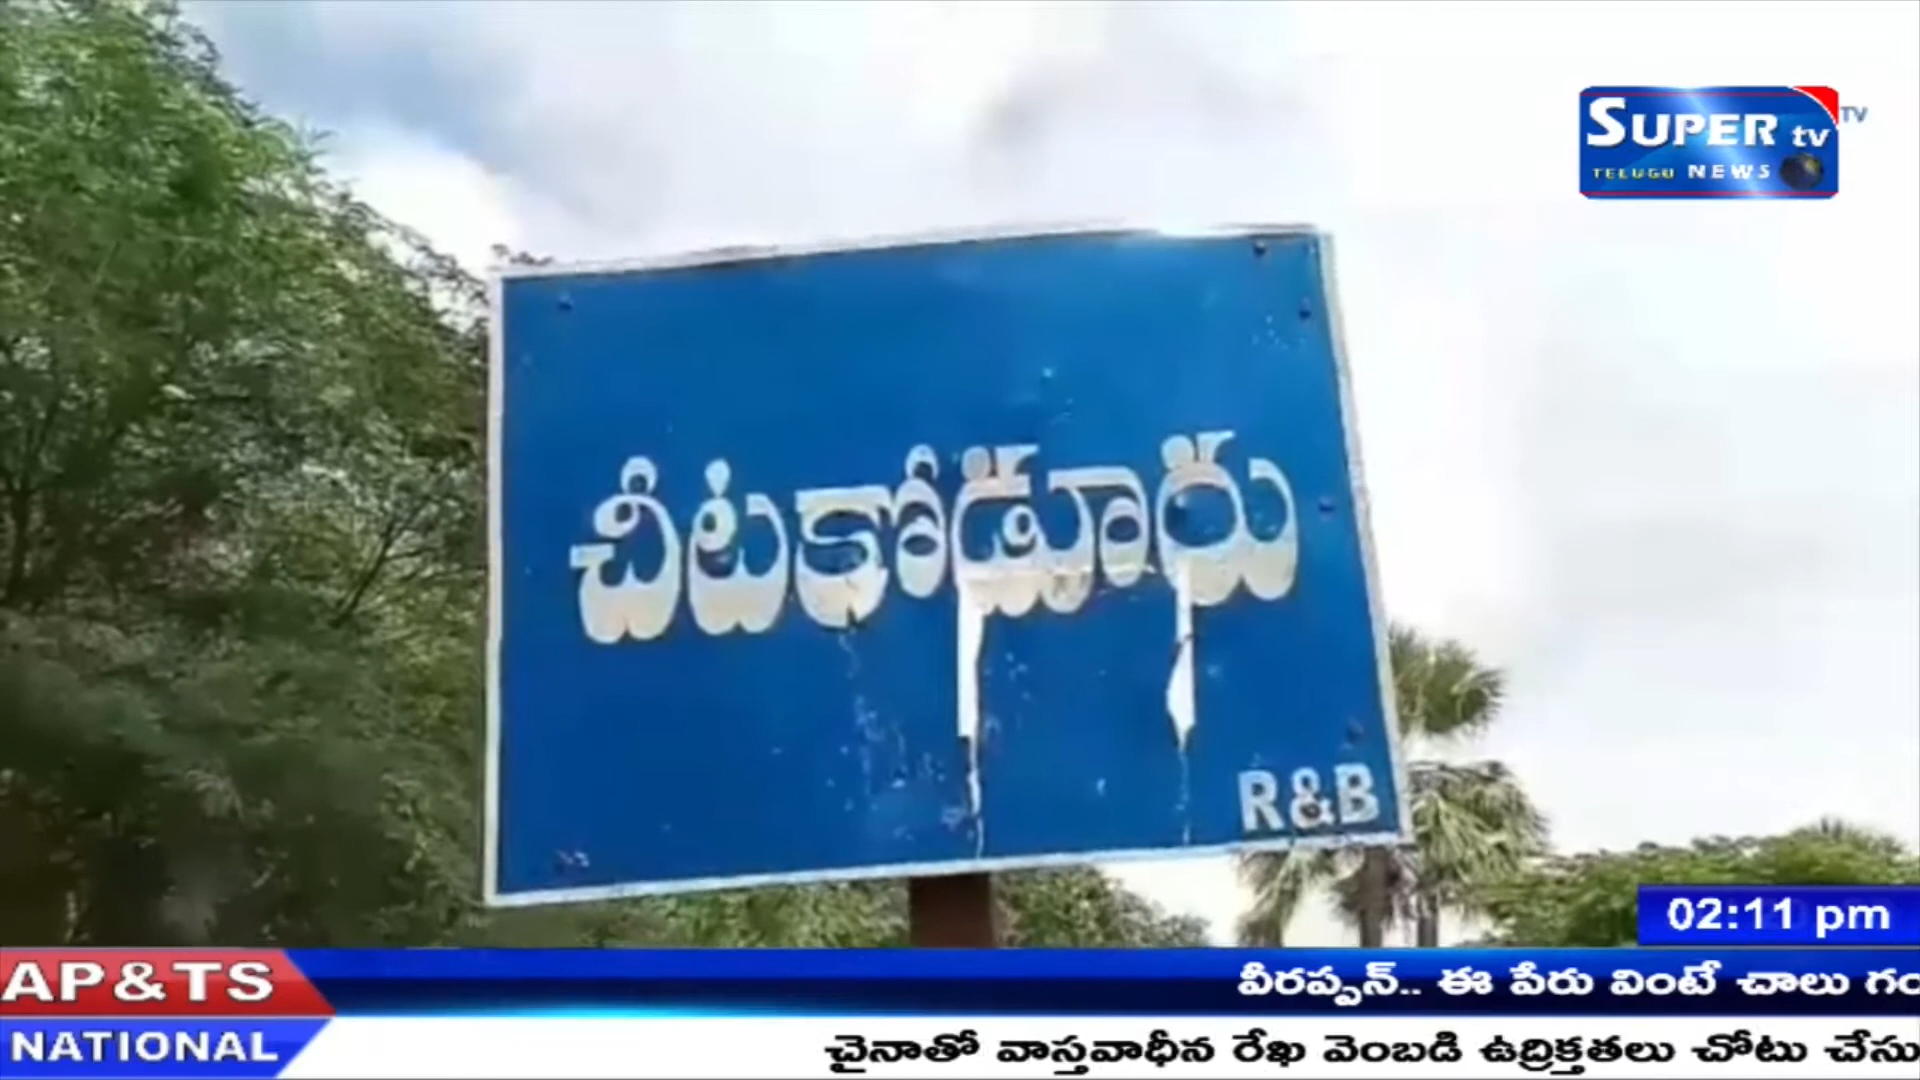 SUPER tv
TV
TELUGU NEWS
చీటకోడూరు
R&B
02:11 pm
AP&TS
వీరప్పన్.. ఈ పేరు వింటే చాలు గం
NATIONAL
చైనాతో వాస్తవాధీన రేఖ వెంబడి ఉద్రిక్తతలు చోటు చేసు